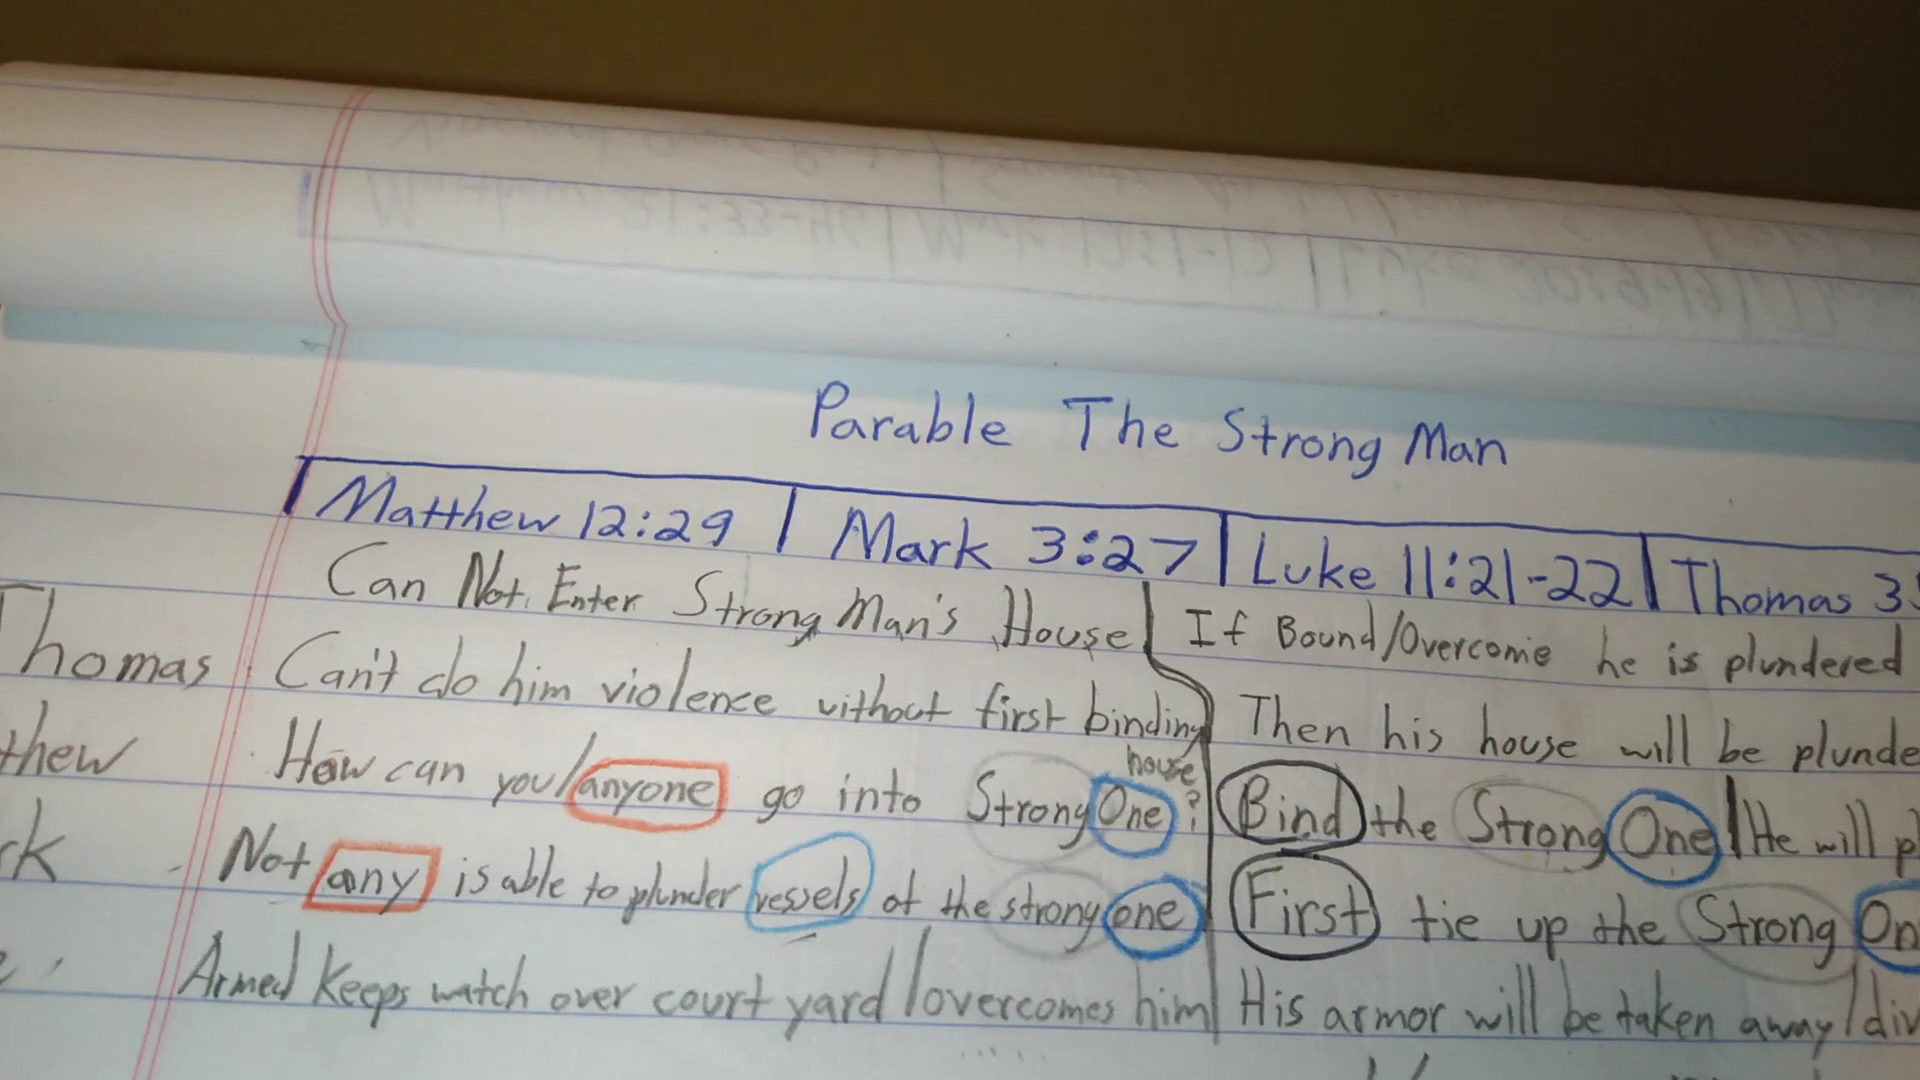 Parable The Strong Man
Matthew 12:29 | Mark 3:27 | Luke 11:21-22 | Thomas 35
Can Not Enter Strong Man's House | If Bound/Overcome he is plundered
Thomas Can't do him violence without first binding | Then his house will be plunde
thew How can you/anyone go into Strong One house? | Bind the Strong One | He will pl
rk Not any is able to plunder vessels of the strong one | First tie up the Strong On
Armed keeps watch over court yard/overcomes him | His armor will be taken away/div